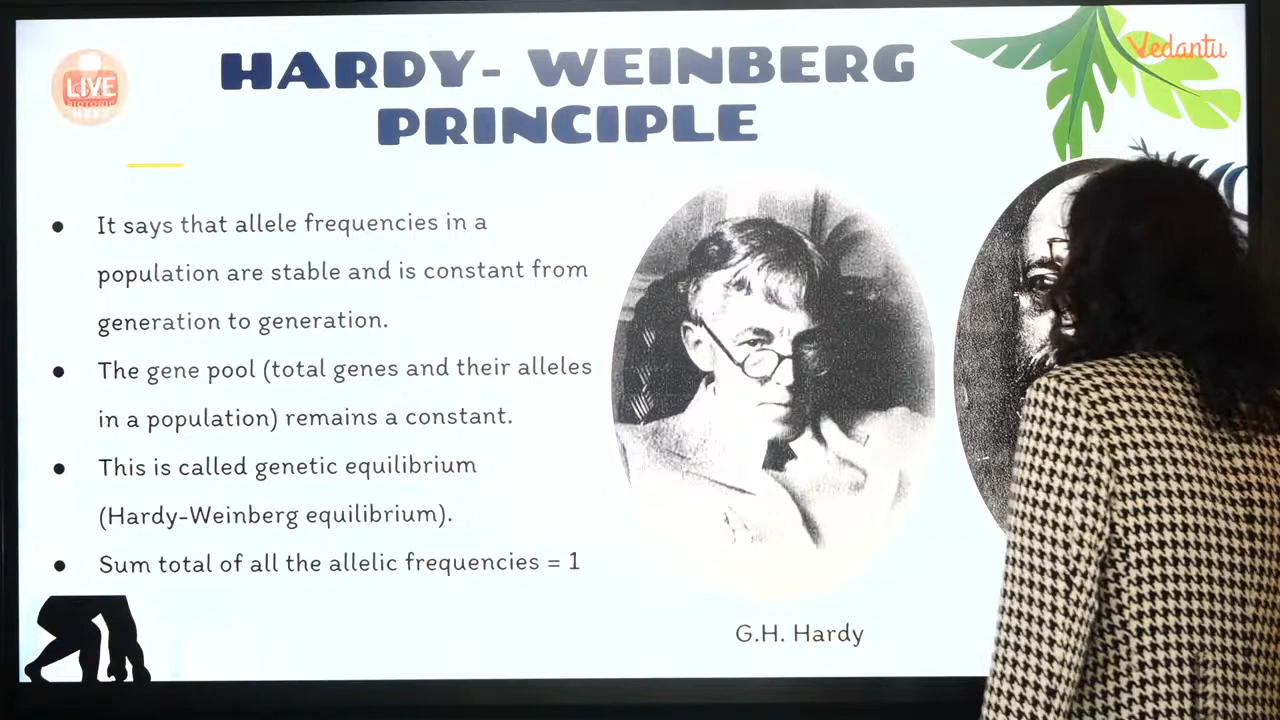 LIVE
HARDY- WEINBERG
PRINCIPLE
Vedantu
It says that allele frequencies in a
population are stable and is constant from
generation to generation.
The gene pool (total genes and their alleles
in a population) remains a constant.
This is called genetic equilibrium
(Hardy-Weinberg equilibrium).
Sum total of all the allelic frequencies = 1
G.H. Hardy